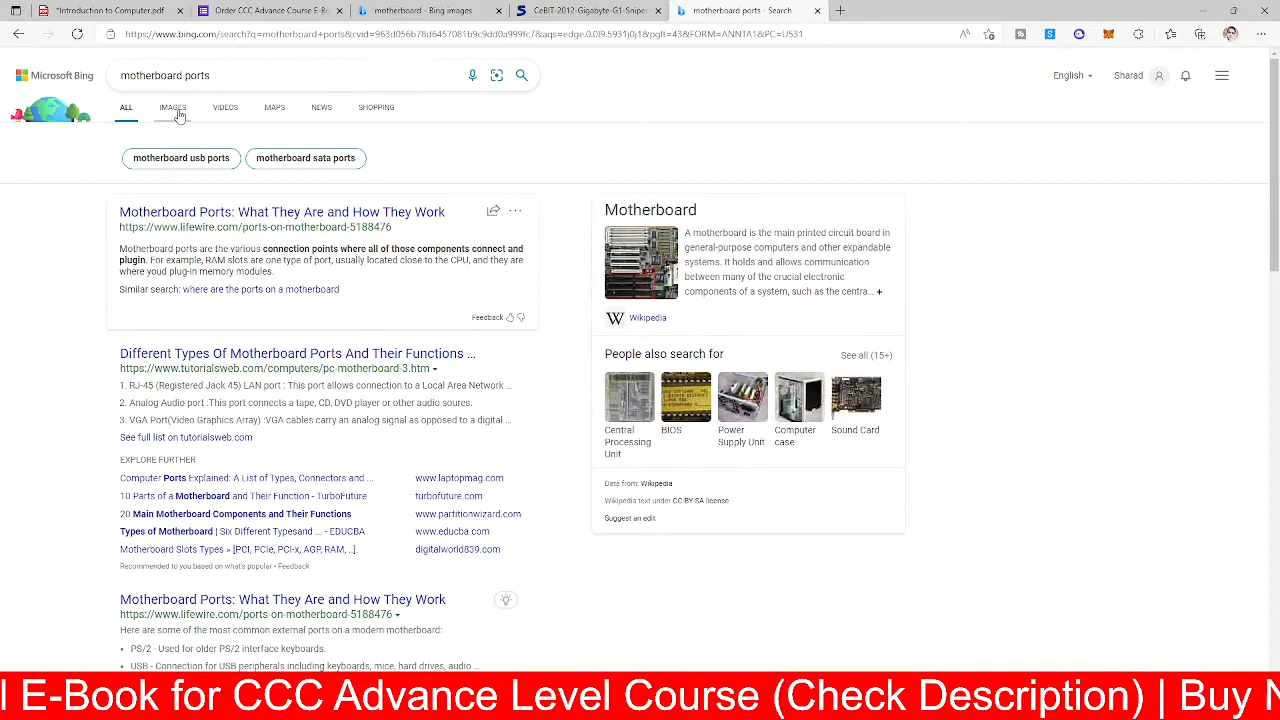 Introduction to Computer.pdf
Order CCC Advance Course E-B
motherboard - Bing images
CeBIT-2012-Gigabyte-G1-Sniper
motherboard ports - Search
https://www.bing.com/search?q=motherboard+ports&cvid=963d056b78d6457081b9c9dd0a999fc7&aqs=edge.0.0l9.5931j0j1&pglt=43&FORM=ANNTA1&PC=U531
Microsoft Bing
motherboard ports
English
Sharad
ALL
IMAGES
VIDEOS
MAPS
NEWS
SHOPPING
motherboard usb ports
motherboard sata ports
Motherboard Ports: What They Are and How They Work
https://www.lifewire.com/ports-on-motherboard-5188476
Motherboard ports are the various connection points where all of those components connect and
plugin. For example, RAM slots are one type of port, usually located close to the CPU, and they are
where youd plug-in memory modules.
Similar search: where are the ports on a motherboard
Feedback
Different Types Of Motherboard Ports And Their Functions ...
https://www.tutorialsweb.com/computers/pc-motherboard-3.htm
1. RJ-45 (Registered Jack 45) LAN port : This port allows connection to a Local Area Network ...
2. Analog Audio port :This port connects a tape, CD, DVD player or other audio sources.
3. VGA Port(Video Graphics Array) :VGA cables carry an analog signal as opposed to a digital ...
See full list on tutorialsweb.com
EXPLORE FURTHER
Computer Ports Explained: A List of Types, Connectors and ...
www.laptopmag.com
10 Parts of a Motherboard and Their Function - TurboFuture
turbofuture.com
20 Main Motherboard Components and Their Functions
www.partitionwizard.com
Types of Motherboard | Six Different Typesand ... - EDUCBA
www.educba.com
Motherboard Slots Types » [PCI, PCIe, PCI-x, AGP, RAM, ..].
digitalworld839.com
Recommended to you based on what's popular • Feedback
Motherboard Ports: What They Are and How They Work
https://www.lifewire.com/ports-on-motherboard-5188476
Here are some of the most common external ports on a modern motherboard:
• PS/2 - Used for older PS/2 interface keyboards.
• USB - Connection for USB peripherals including keyboards, mice, hard drives, audio ...
Motherboard
A motherboard is the main printed circuit board in
general-purpose computers and other expandable
systems. It holds and allows communication
between many of the crucial electronic
components of a system, such as the centra... +
Wikipedia
People also search for
See all (15+)
Central
Processing
Unit
BIOS
Power
Supply Unit
Computer
case
Sound Card
Data from: Wikipedia
Wikipedia text under CC-BY-SA license
Suggest an edit
l E-Book for CCC Advance Level Course (Check Description) | Buy N